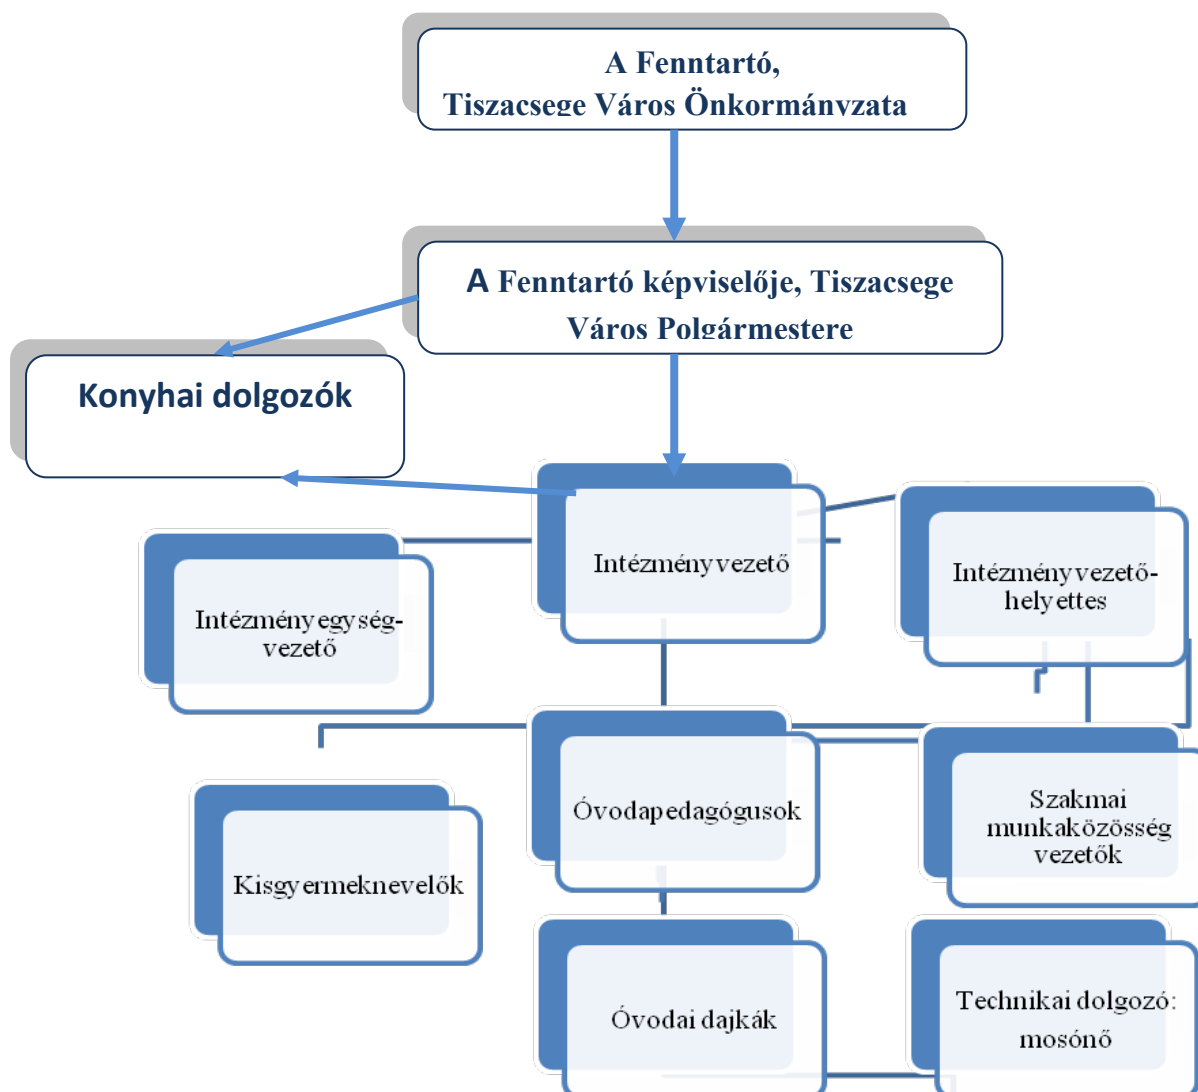 A Fenntartó,
Tiszacsege Város Önkormányzata
A Fenntartó képviselője, Tiszacsege
Város Polgármestere
Konyhai dolgozók
Intézményvezető
Intézményegység-
vezető
Intézményvezető-
helyettes
Óvodapedagógusok
Szakmai
munkaközösség
vezetők
Kisgyermeknevelők
Óvodai dajkák
Technikai dolgozó:
mosónő